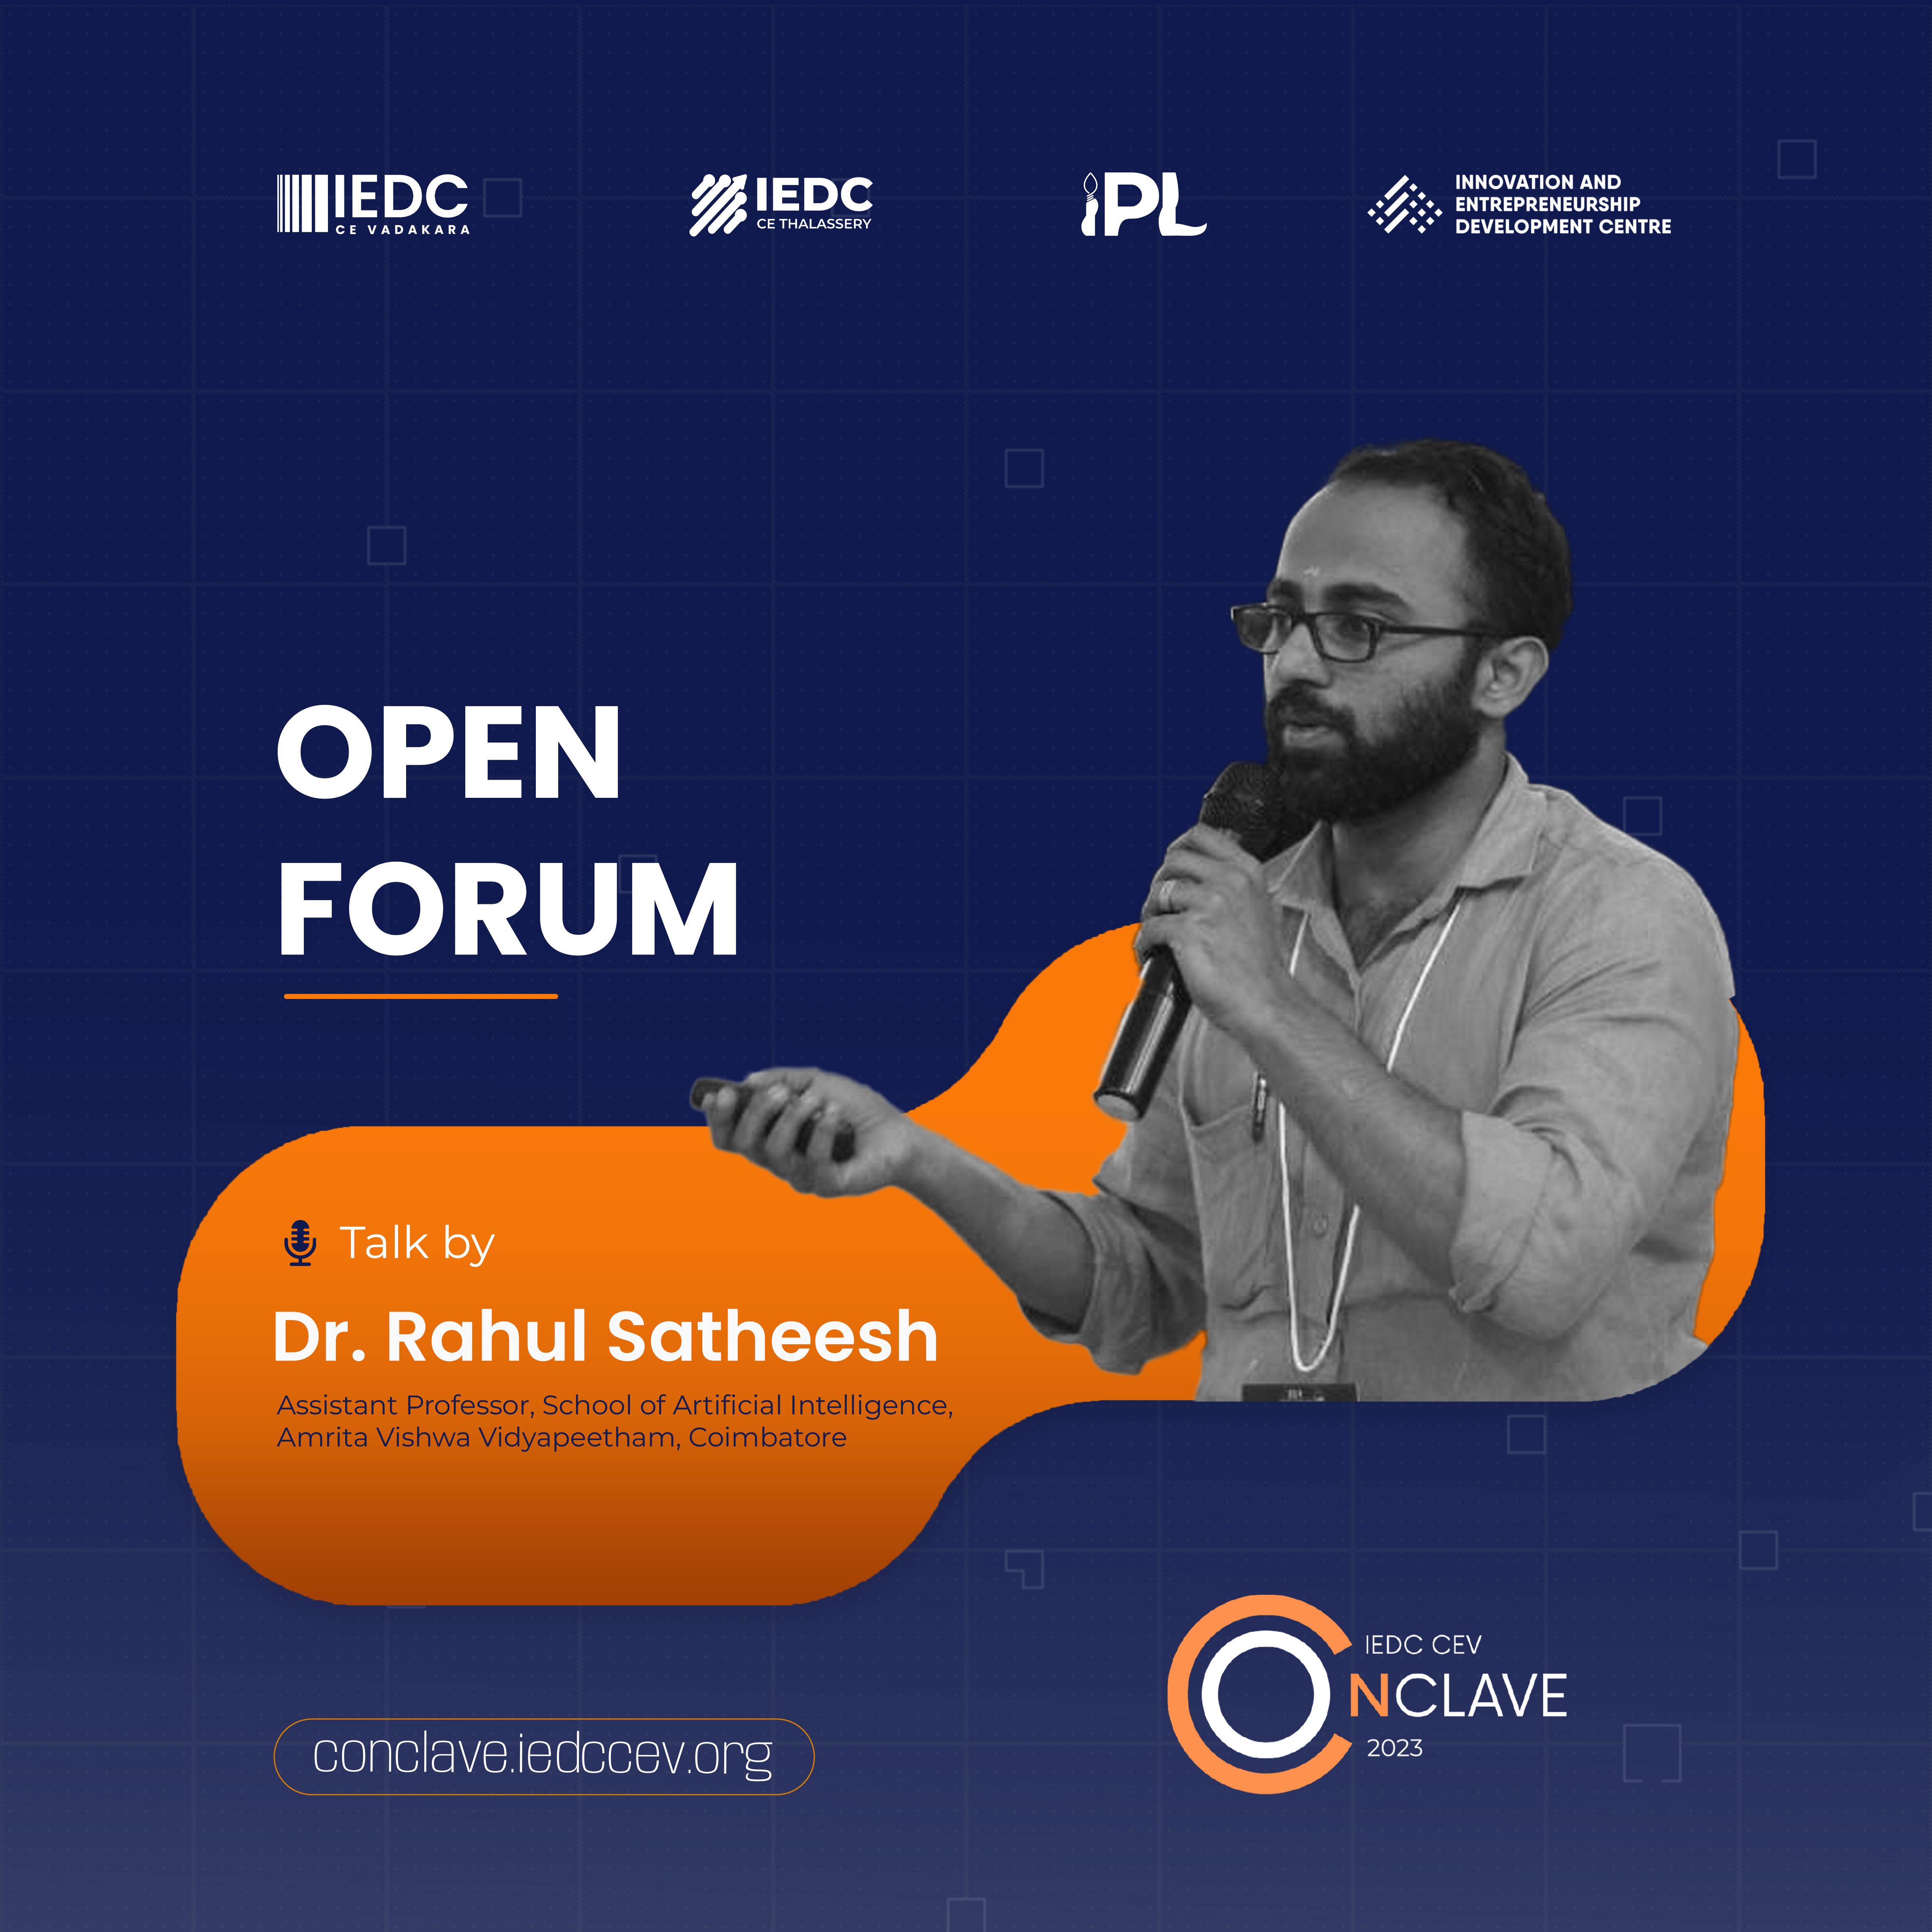 IEDC
CE VADAKARA
IEDC
CE THALASSERY
iPL
INNOVATION AND
ENTREPRENEURSHIP
DEVELOPMENT CENTRE
OPEN
FORUM
Talk by
Dr. Rahul Satheesh
Assistant Professor, School of Artificial Intelligence,
Amrita Vishwa Vidyapeetham, Coimbatore
conclave.iedccev.org
IEDC CEV
CONCLAVE
2023